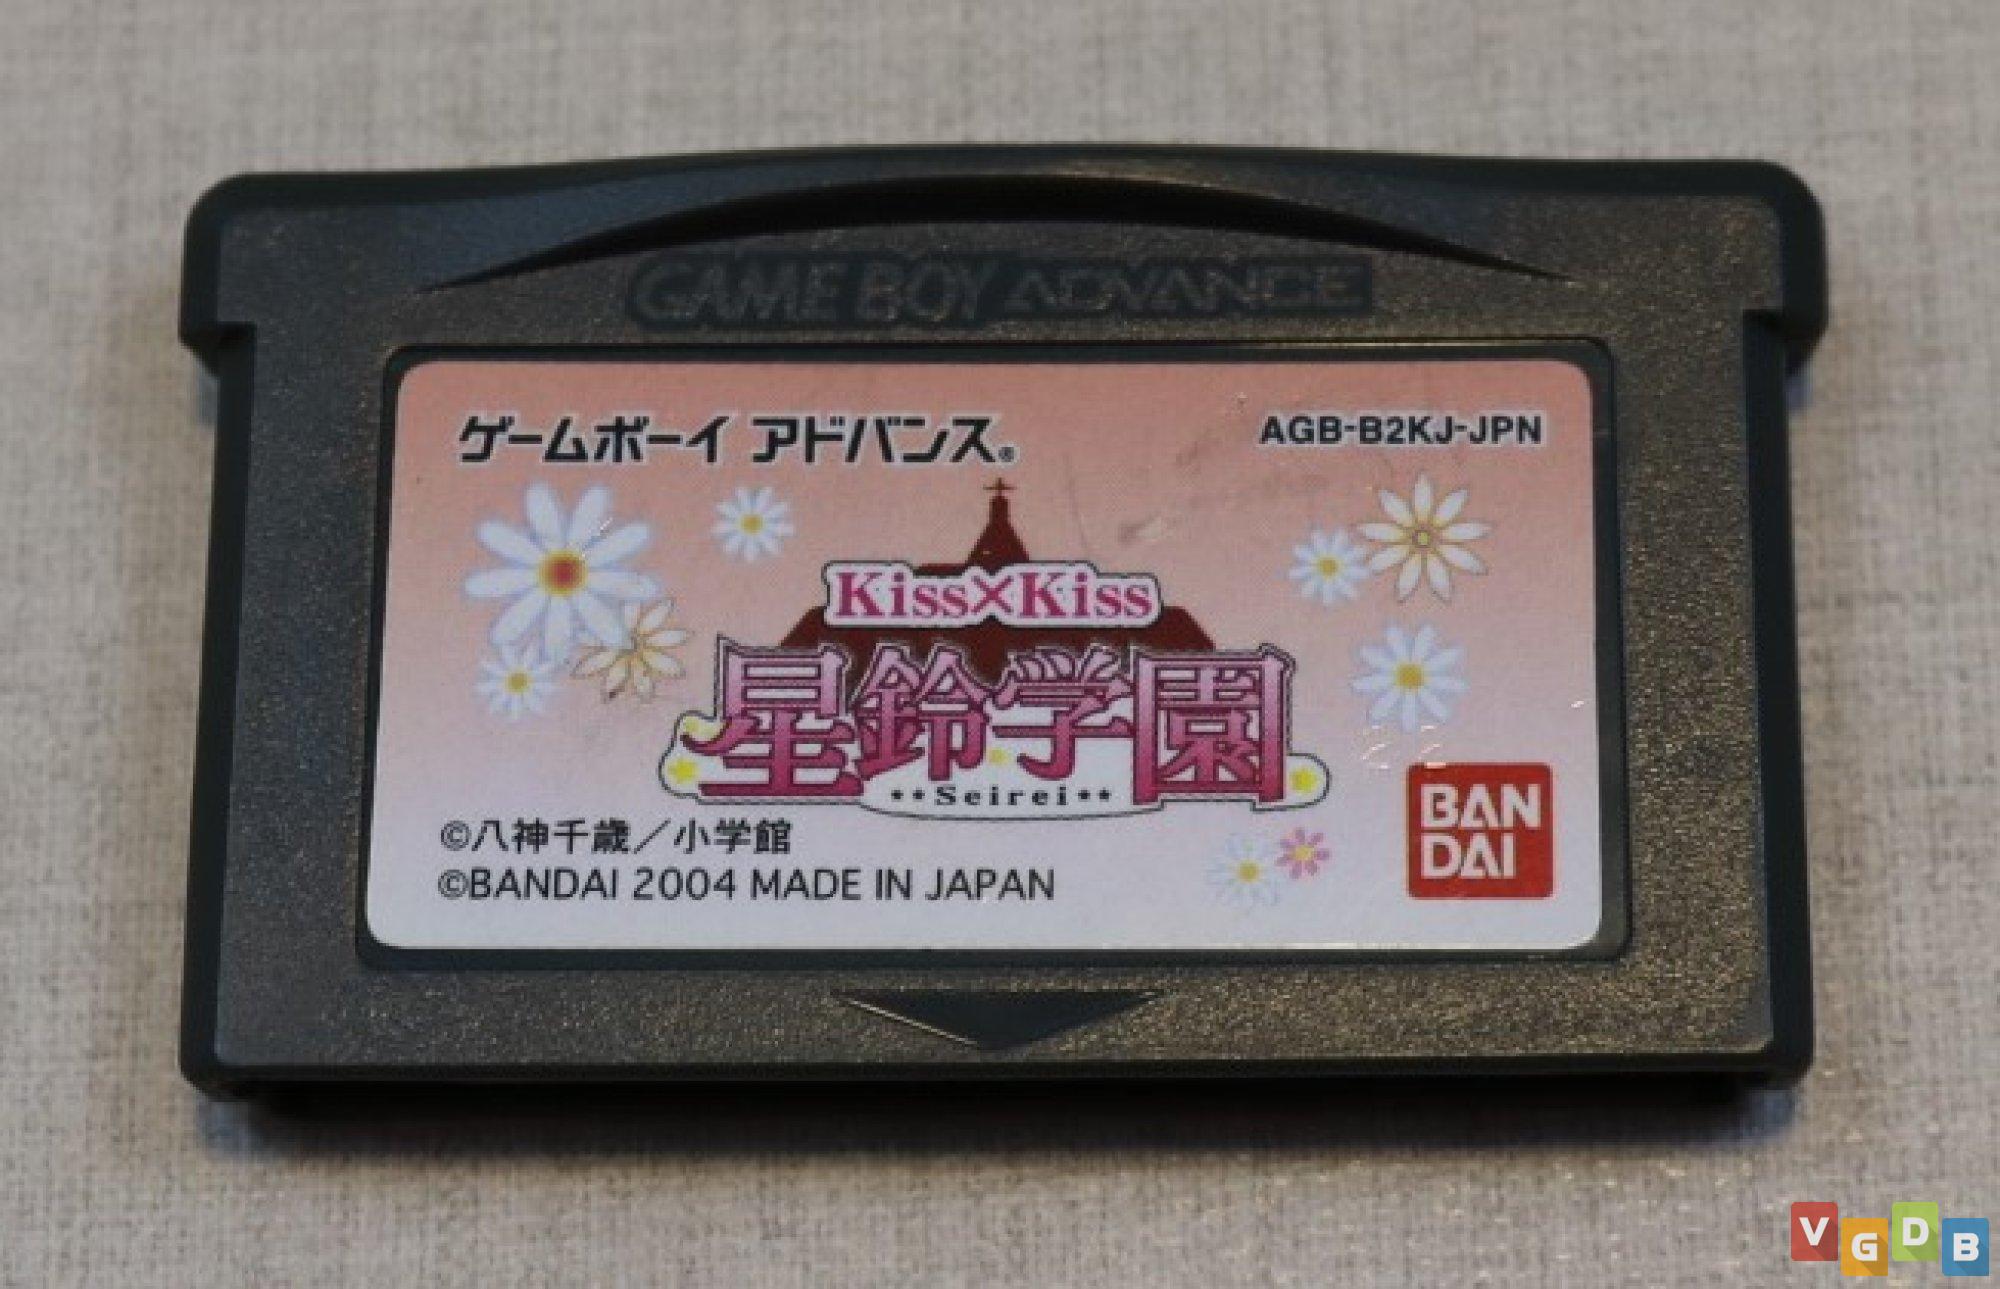 GAME BOY ADVANCE
ゲームボーイ アドバンス®
AGB-B2KJ-JPN
Kiss×Kiss
星鈴学園
**Seirei**
©八神千歳／小学館
©BANDAI 2004 MADE IN JAPAN
BAN
DAI
VGDB